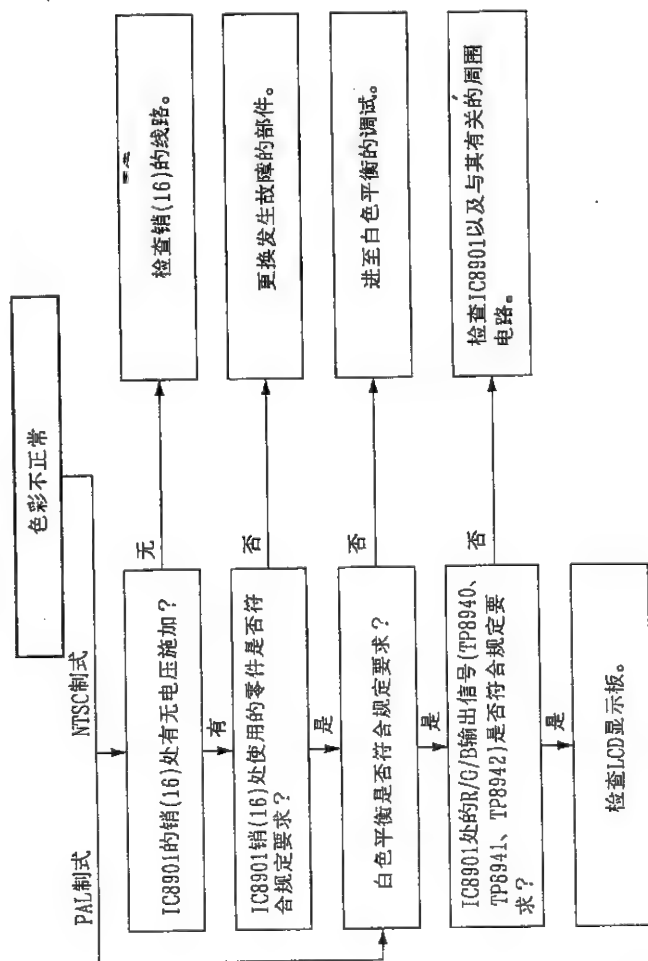 色彩不正常
PAL制式
NTSC制式
IC8901的销(16)处有无电压施加？
无
检查销(16)的线路。
有
IC8901销(16)处使用的零件是否符
合规定要求？
否
更换发生故障的部件。
是
白色平衡是否符合规定要求？
否
进至白色平衡的调试。
是
IC8901处的R/G/B输出信号(TP8940、
TP8941、TP8942)是否符合规定要
求？
否
检查IC8901以及与其有关的周围
电路。
是
检查LCD显示板。